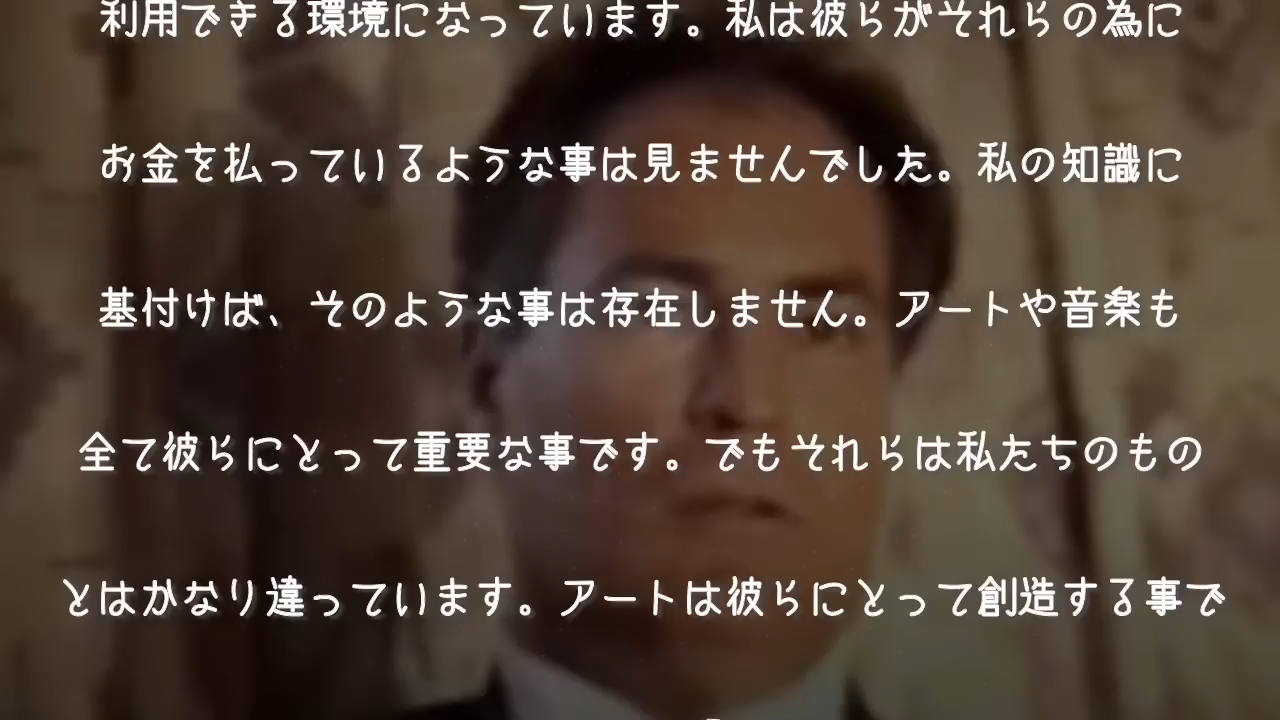 利用できる環境になっています。私は彼らがそれらの為に
お金を払っているような事は見ませんでした。私の知識に
基付けば、そのような事は存在しません。アートや音楽も
全て彼らにとって重要な事です。でもそれらは私たちのもの
とはかなり違っています。アートは彼らにとって創造する事で